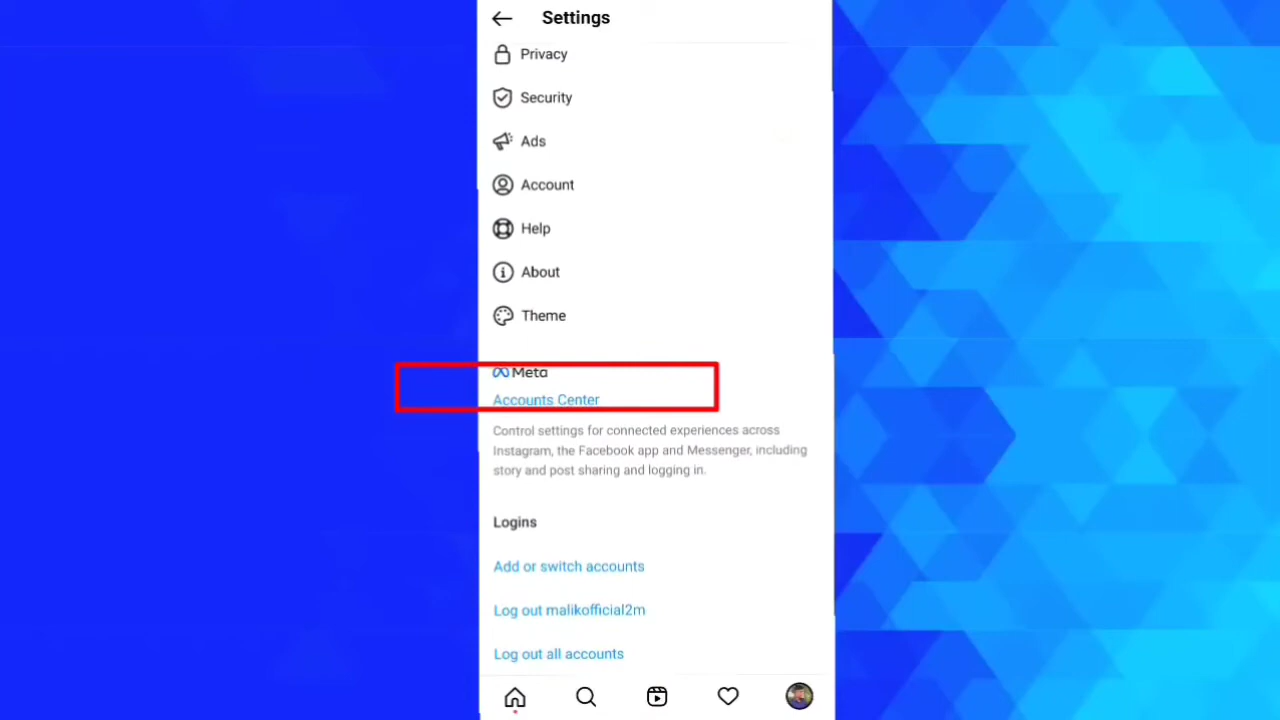 Settings
Privacy
Security
Ads
Account
Help
About
Theme
Meta
Accounts Center
Control settings for connected experiences across
Instagram, the Facebook app and Messenger, including
story and post sharing and logging in.
Logins
Add or switch accounts
Log out malikofficial2m
Log out all accounts